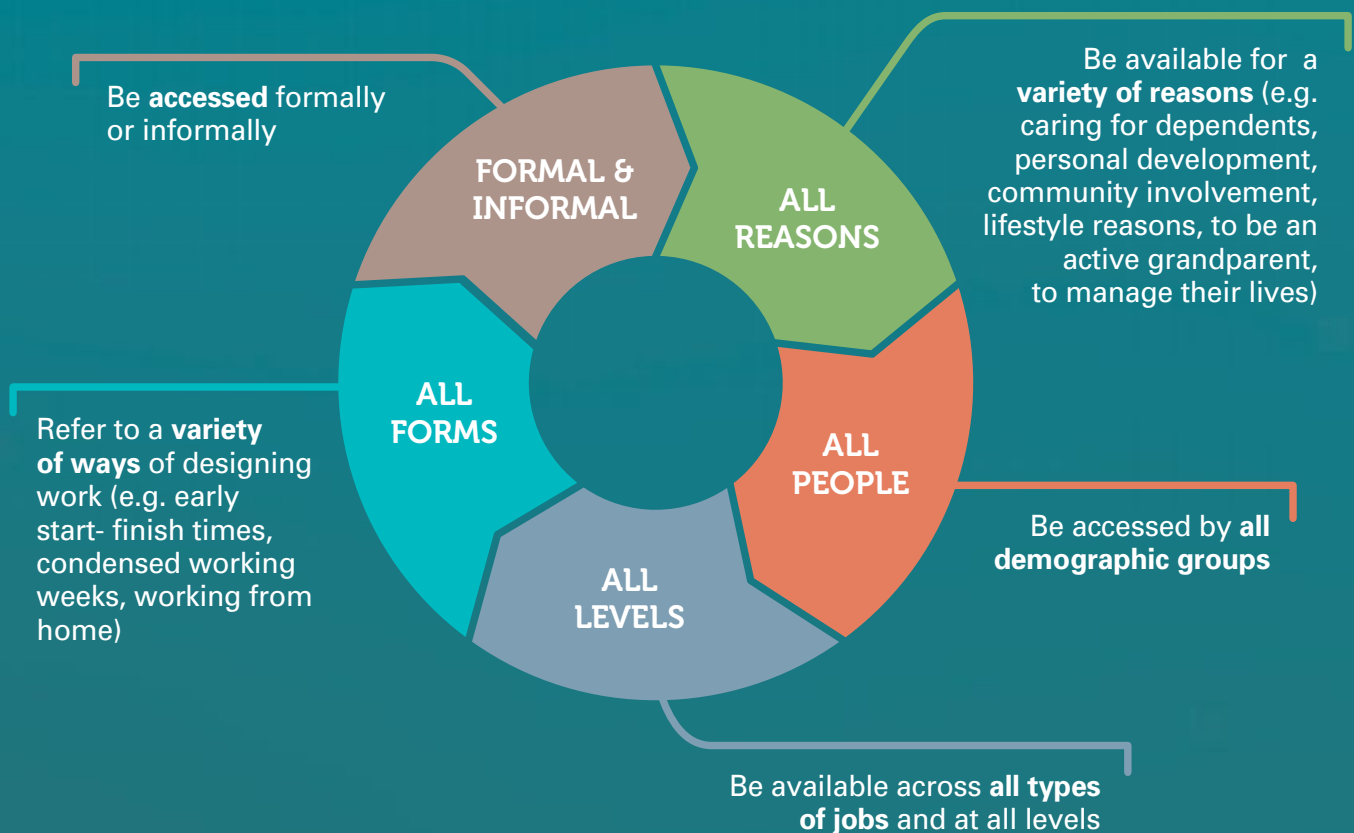 Be accessed formally
or informally
FORMAL &
INFORMAL
ALL
REASONS
Be available for a
variety of reasons (e.g.
caring for dependents,
personal development,
community involvement,
lifestyle reasons, to be an
active grandparent,
to manage their lives)
ALL
FORMS
Refer to a variety
of ways of designing
work (e.g. early
start- finish times,
condensed working
weeks, working from
home)
ALL
PEOPLE
Be accessed by all
demographic groups
ALL
LEVELS
Be available across all types
of jobs and at all levels